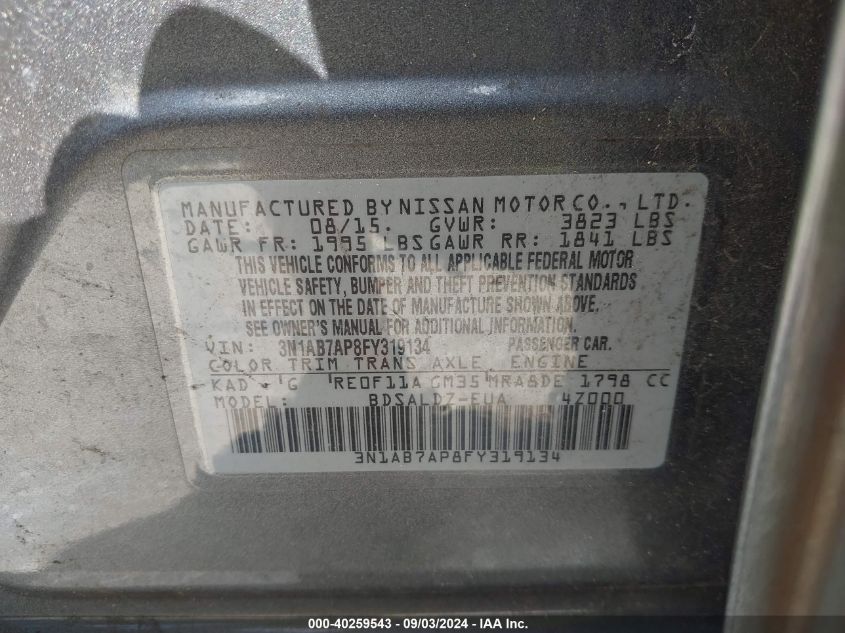 MANUFACTURED BY NISSAN MOTOR CO., LTD.
DATE: 08/15. GVWR: 3823 LBS
GAWR FR: 1995 LBS GAWR RR: 1841 LBS
THIS VEHICLE CONFORMS TO ALL APPLICABLE FEDERAL MOTOR
VEHICLE SAFETY, BUMPER AND THEFT PREVENTION STANDARDS
IN EFFECT ON THE DATE OF MANUFACTURE SHOWN ABOVE.
SEE OWNER'S MANUAL FOR ADDITIONAL INFORMATION.
VIN: 3N1AB7AP8FY319134 PASSENGER CAR.
COLOR TRIM TRANS AXLE ENGINE
KAD G RE0F11A GM35 MRA8DE 1798 CC
MODEL: BDSALDZ-EUA 4Z000
3N1AB7AP8FY319134
000-40259543 - 09/03/2024 - IAA Inc.